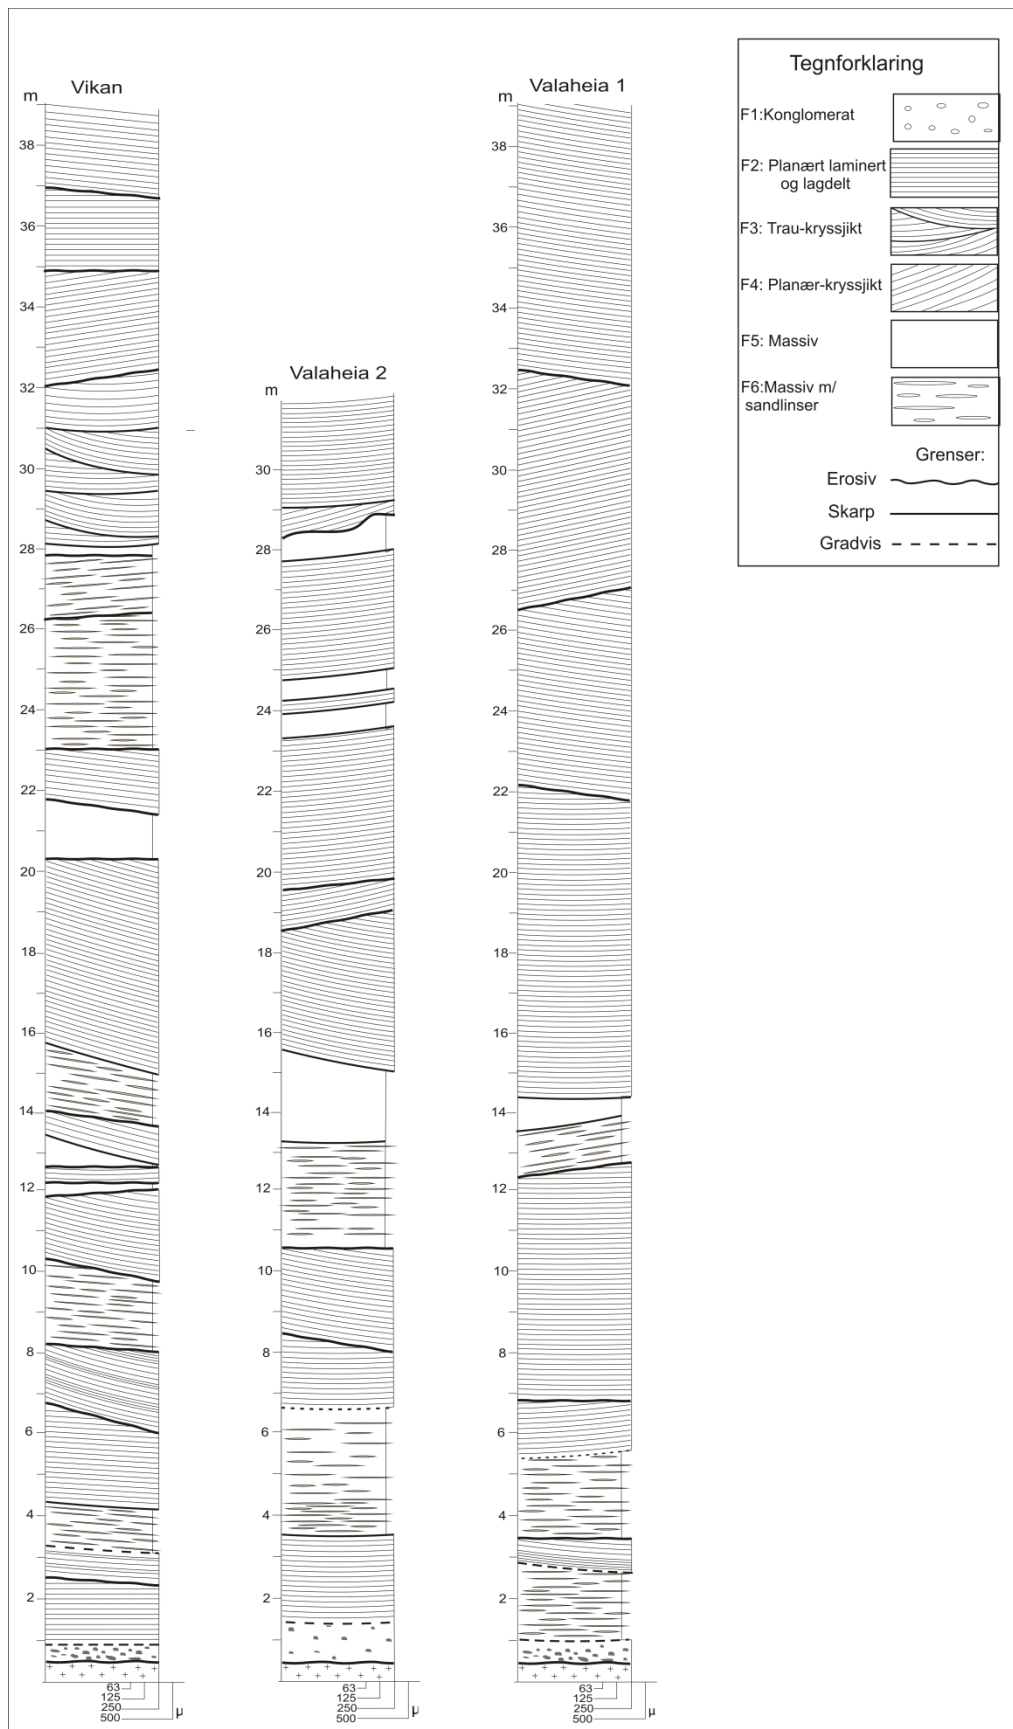 Vikan
m
38
36
34
32
30
28
26
24
22
20
18
16
14
12
10
8
6
4
2
63
125
250
500
µ
Valaheia 2
m
30
28
26
24
22
20
18
16
14
12
10
8
6
4
2
63
125
250
500
µ
Valaheia 1
m
38
36
34
32
30
28
26
24
22
20
18
16
14
12
10
8
6
4
2
63
125
250
500
µ
Tegnforklaring
F1:Konglomerat
F2: Planært laminert
og lagdelt
F3: Trau-kryssjikt
F4: Planær-kryssjikt
F5: Massiv
F6:Massiv m/
sandlinser
Grenser:
Erosiv
Skarp
Gradvis